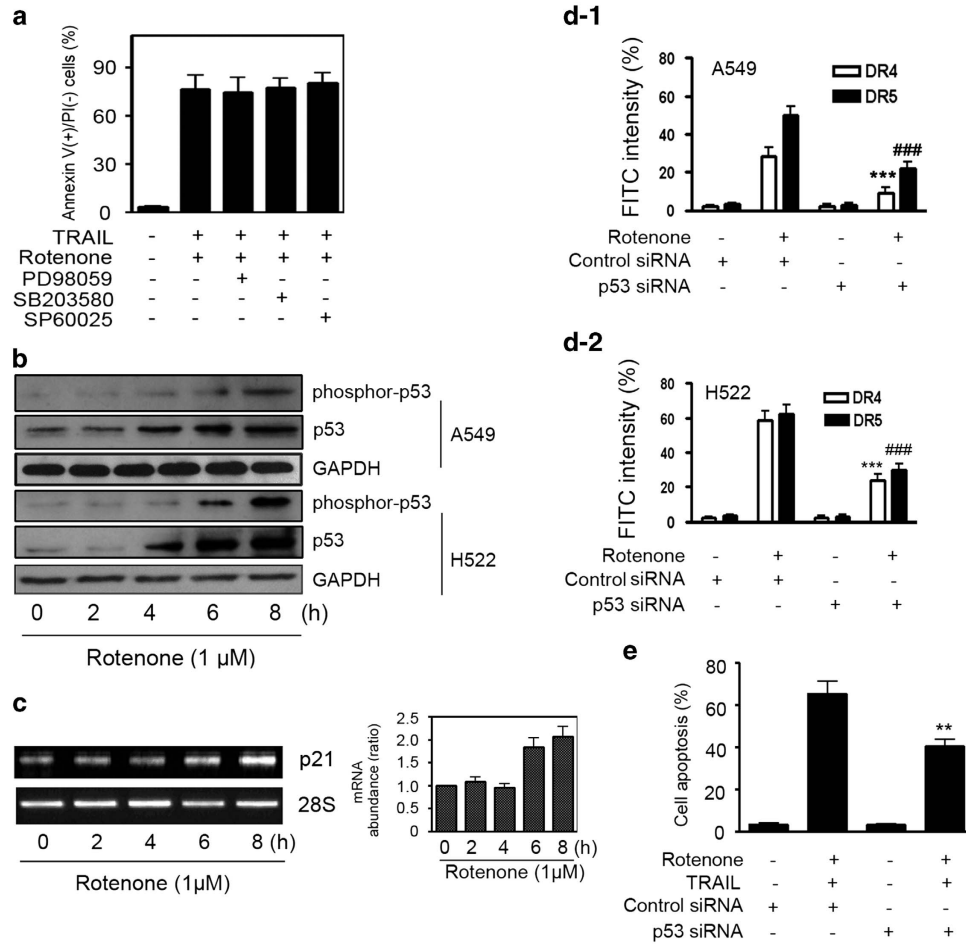 a
Annexin V(+)/PI(-) cells (%)
90
60
30
0
TRAIL - + + + +
Rotenone - + + + +
PD98059 - - + - -
SB203580 - - - + -
SP60025 - - - - +
b
phosphor-p53
p53
GAPDH
A549
phosphor-p53
p53
GAPDH
H522
0 2 4 6 8 (h)
Rotenone (1 µM)
c
p21
28S
0 2 4 6 8 (h)
Rotenone (1µM)
mRNA
abundance (ratio)
2.5
2.0
1.5
1.0
0.5
0
0 2 4 6 8 (h)
Rotenone (1µM)
d-1
FITC intensity (%)
80
60
40
20
0
A549
DR4
DR5
***
###
Rotenone - + - +
Control siRNA + + - -
p53 siRNA - - + +
d-2
FITC intensity (%)
80
60
40
20
0
H522
DR4
DR5
***
###
Rotenone - + - +
Control siRNA + + - -
p53 siRNA - - + +
e
Cell apoptosis (%)
80
60
40
20
0
**
Rotenone - + - +
TRAIL - + - +
Control siRNA + + - -
p53 siRNA - - + +